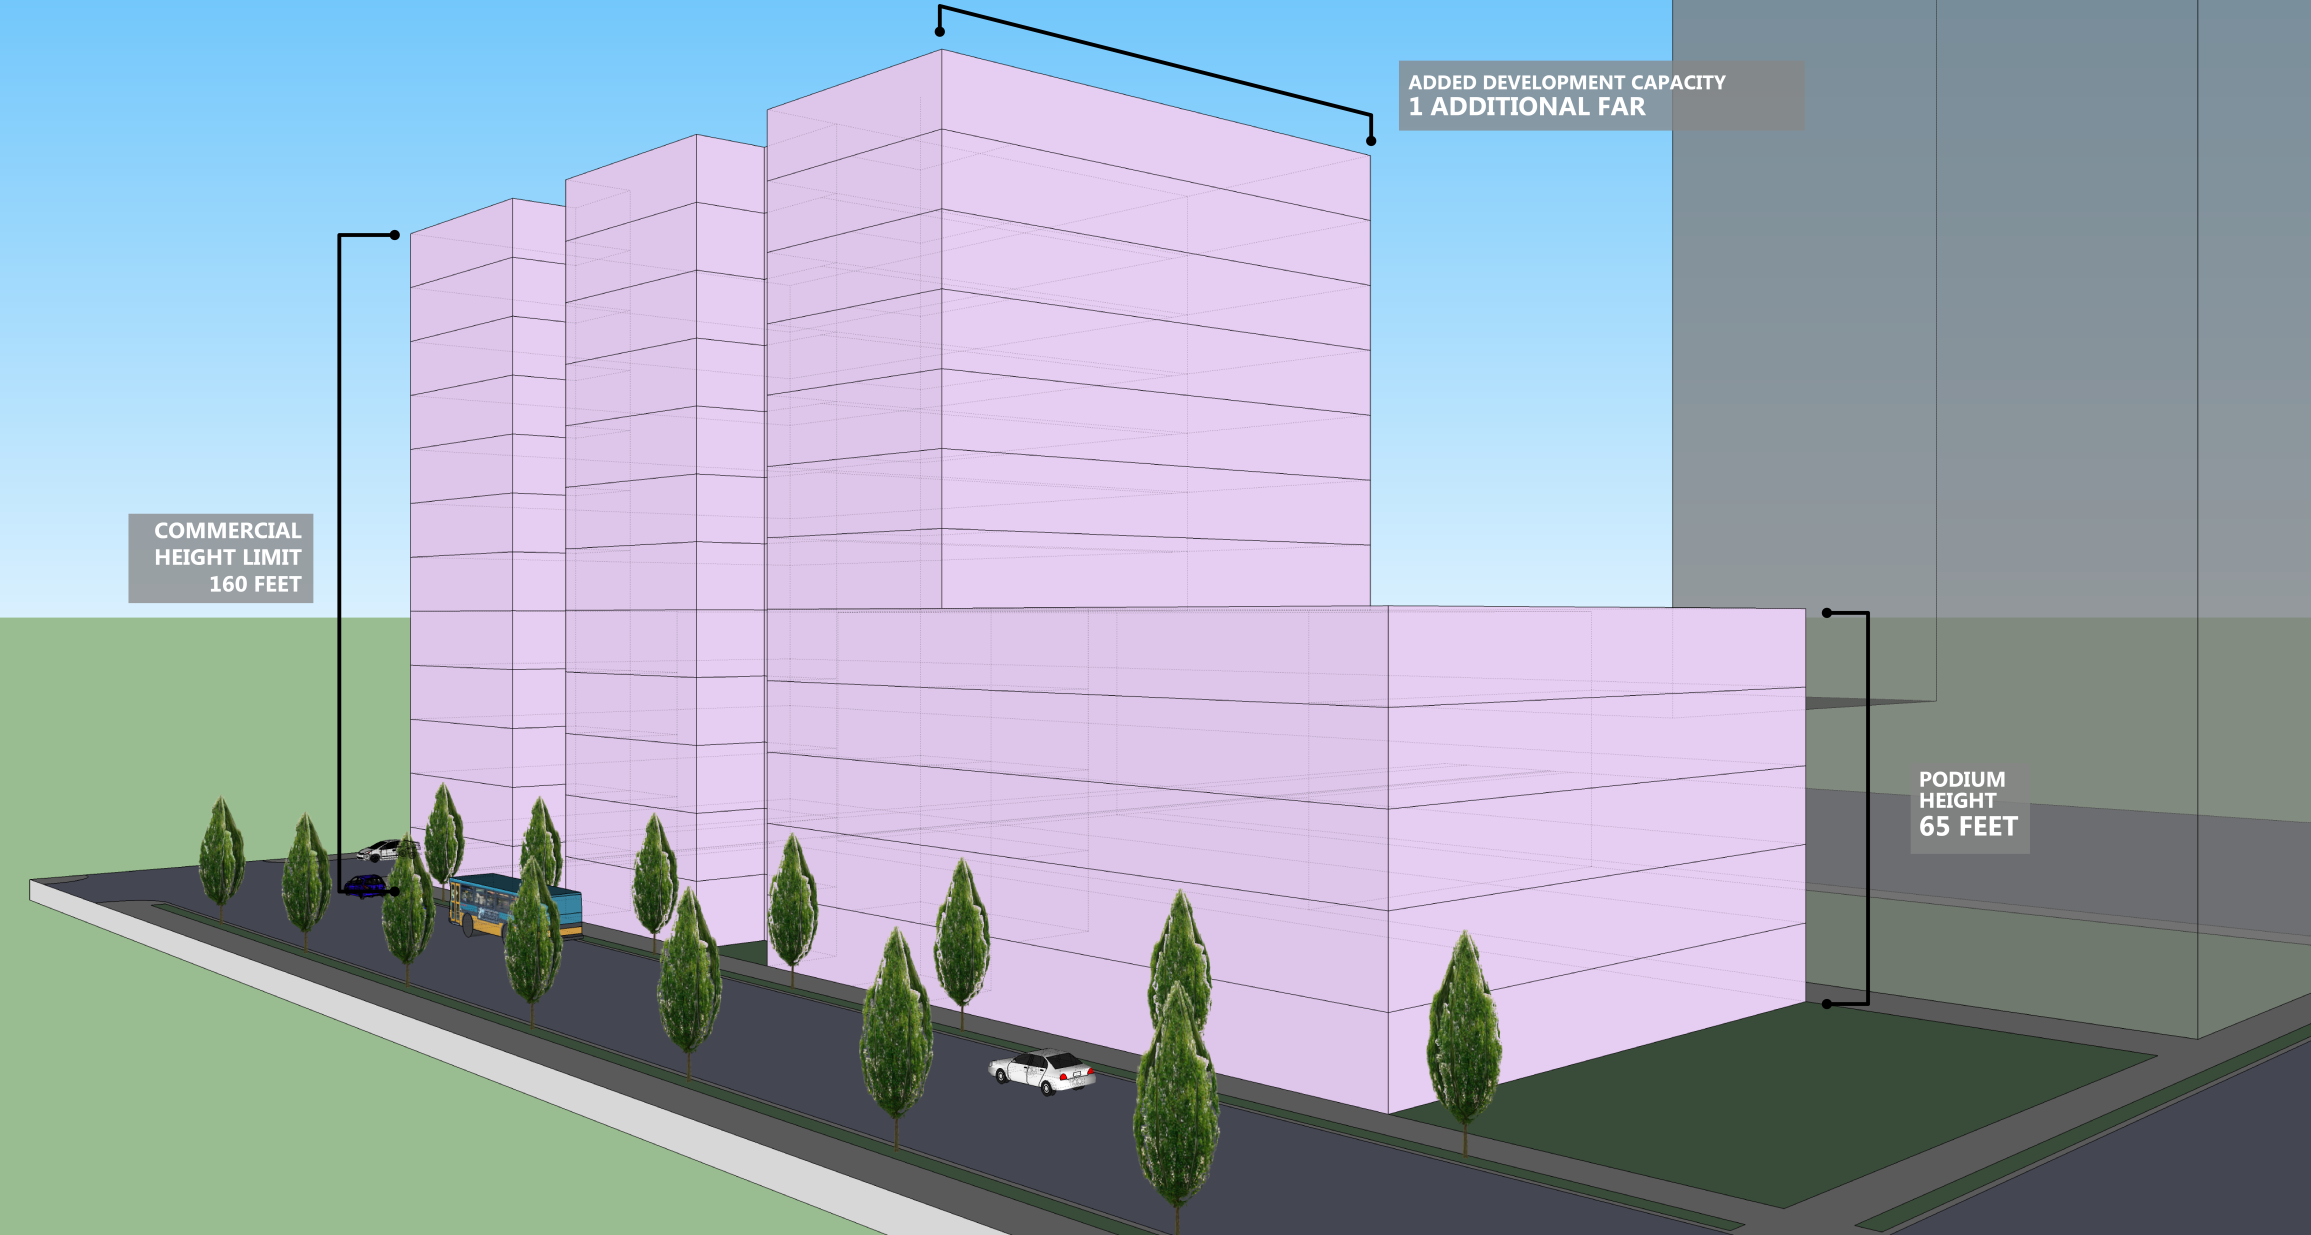 ADDED DEVELOPMENT CAPACITY
1 ADDITIONAL FAR
COMMERCIAL
HEIGHT LIMIT
160 FEET
PODIUM
HEIGHT
65 FEET